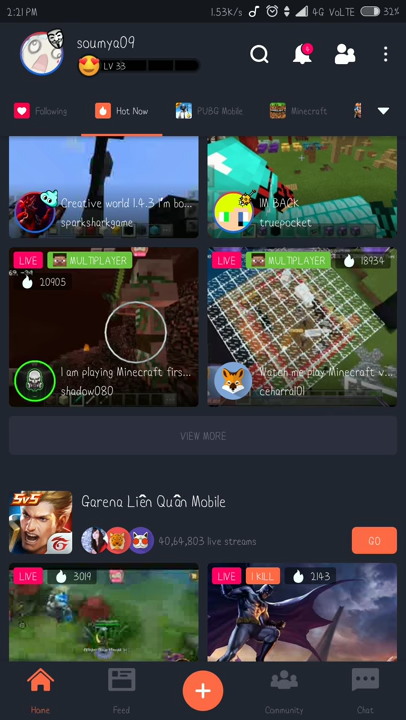 2:21 PM 1.53K/s 4G VoLTE 32%
soumya09
LV 33
6
Following Hot Now PUBG Mobile Minecraft
Creative world 1.4.3 I'm bo...
sparksharkgame
IM BACK
truepocket
LIVE MULTIPLAYER
20905
I am playing Minecraft firs...
shadow080
LIVE MULTIPLAYER 18934
Watch me play Minecraft v...
ceharral01
VIEW MORE
5V5
Garena Liên Quân Mobile
40,64,803 live streams
GO
LIVE 3019
LIVE 1 KILL 2143
Home Feed Community Chat